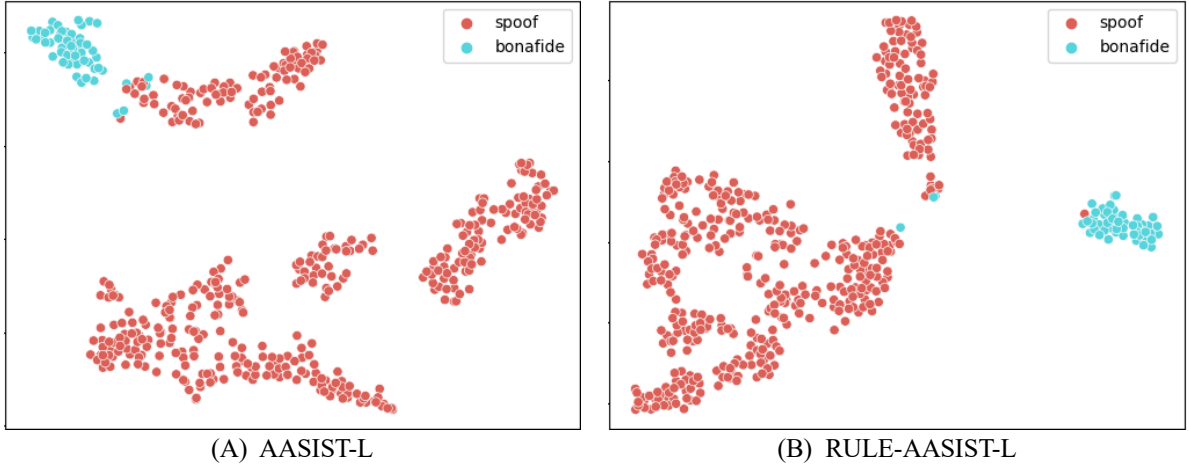 spoof
bonafide
spoof
bonafide
(A) AASIST-L
(B) RULE-AASIST-L